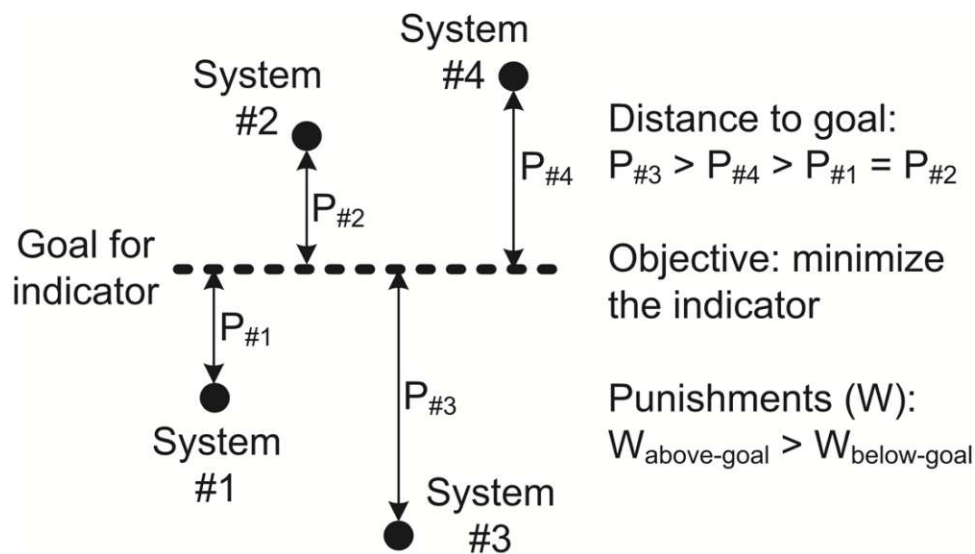 System
#4
System
#2
Distance to goal:
P#3 > P#4 > P#1 = P#2
P#4
P#2
Goal for
indicator
Objective: minimize
the indicator
P#1
P#3
Punishments (W):
Wabove-goal > Wbelow-goal
System
#1
System
#3